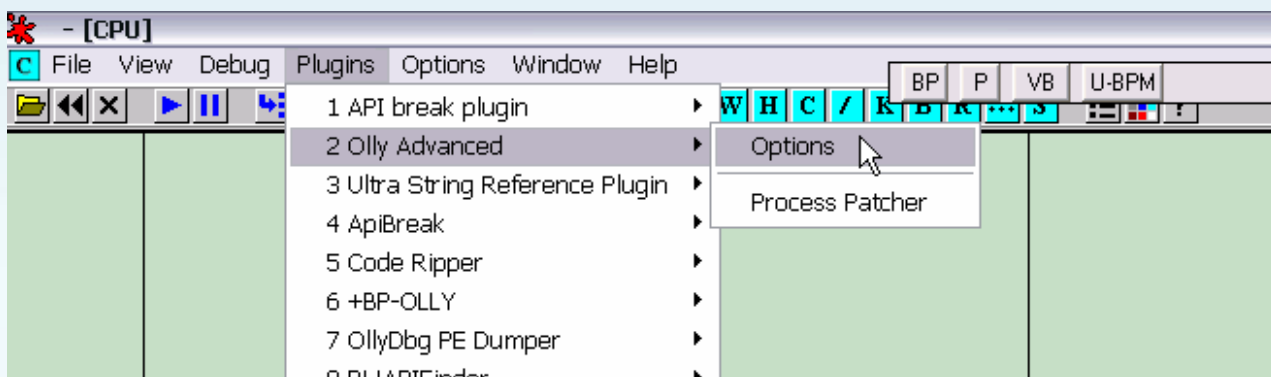 - [CPU]
C File View Debug Plugins Options Window Help
BP P VB U-BPM
W H C / K B R ... S ?
1 API break plugin
2 Olly Advanced
Options
3 Ultra String Reference Plugin
Process Patcher
4 ApiBreak
5 Code Ripper
6 +BP-OLLY
7 OllyDbg PE Dumper